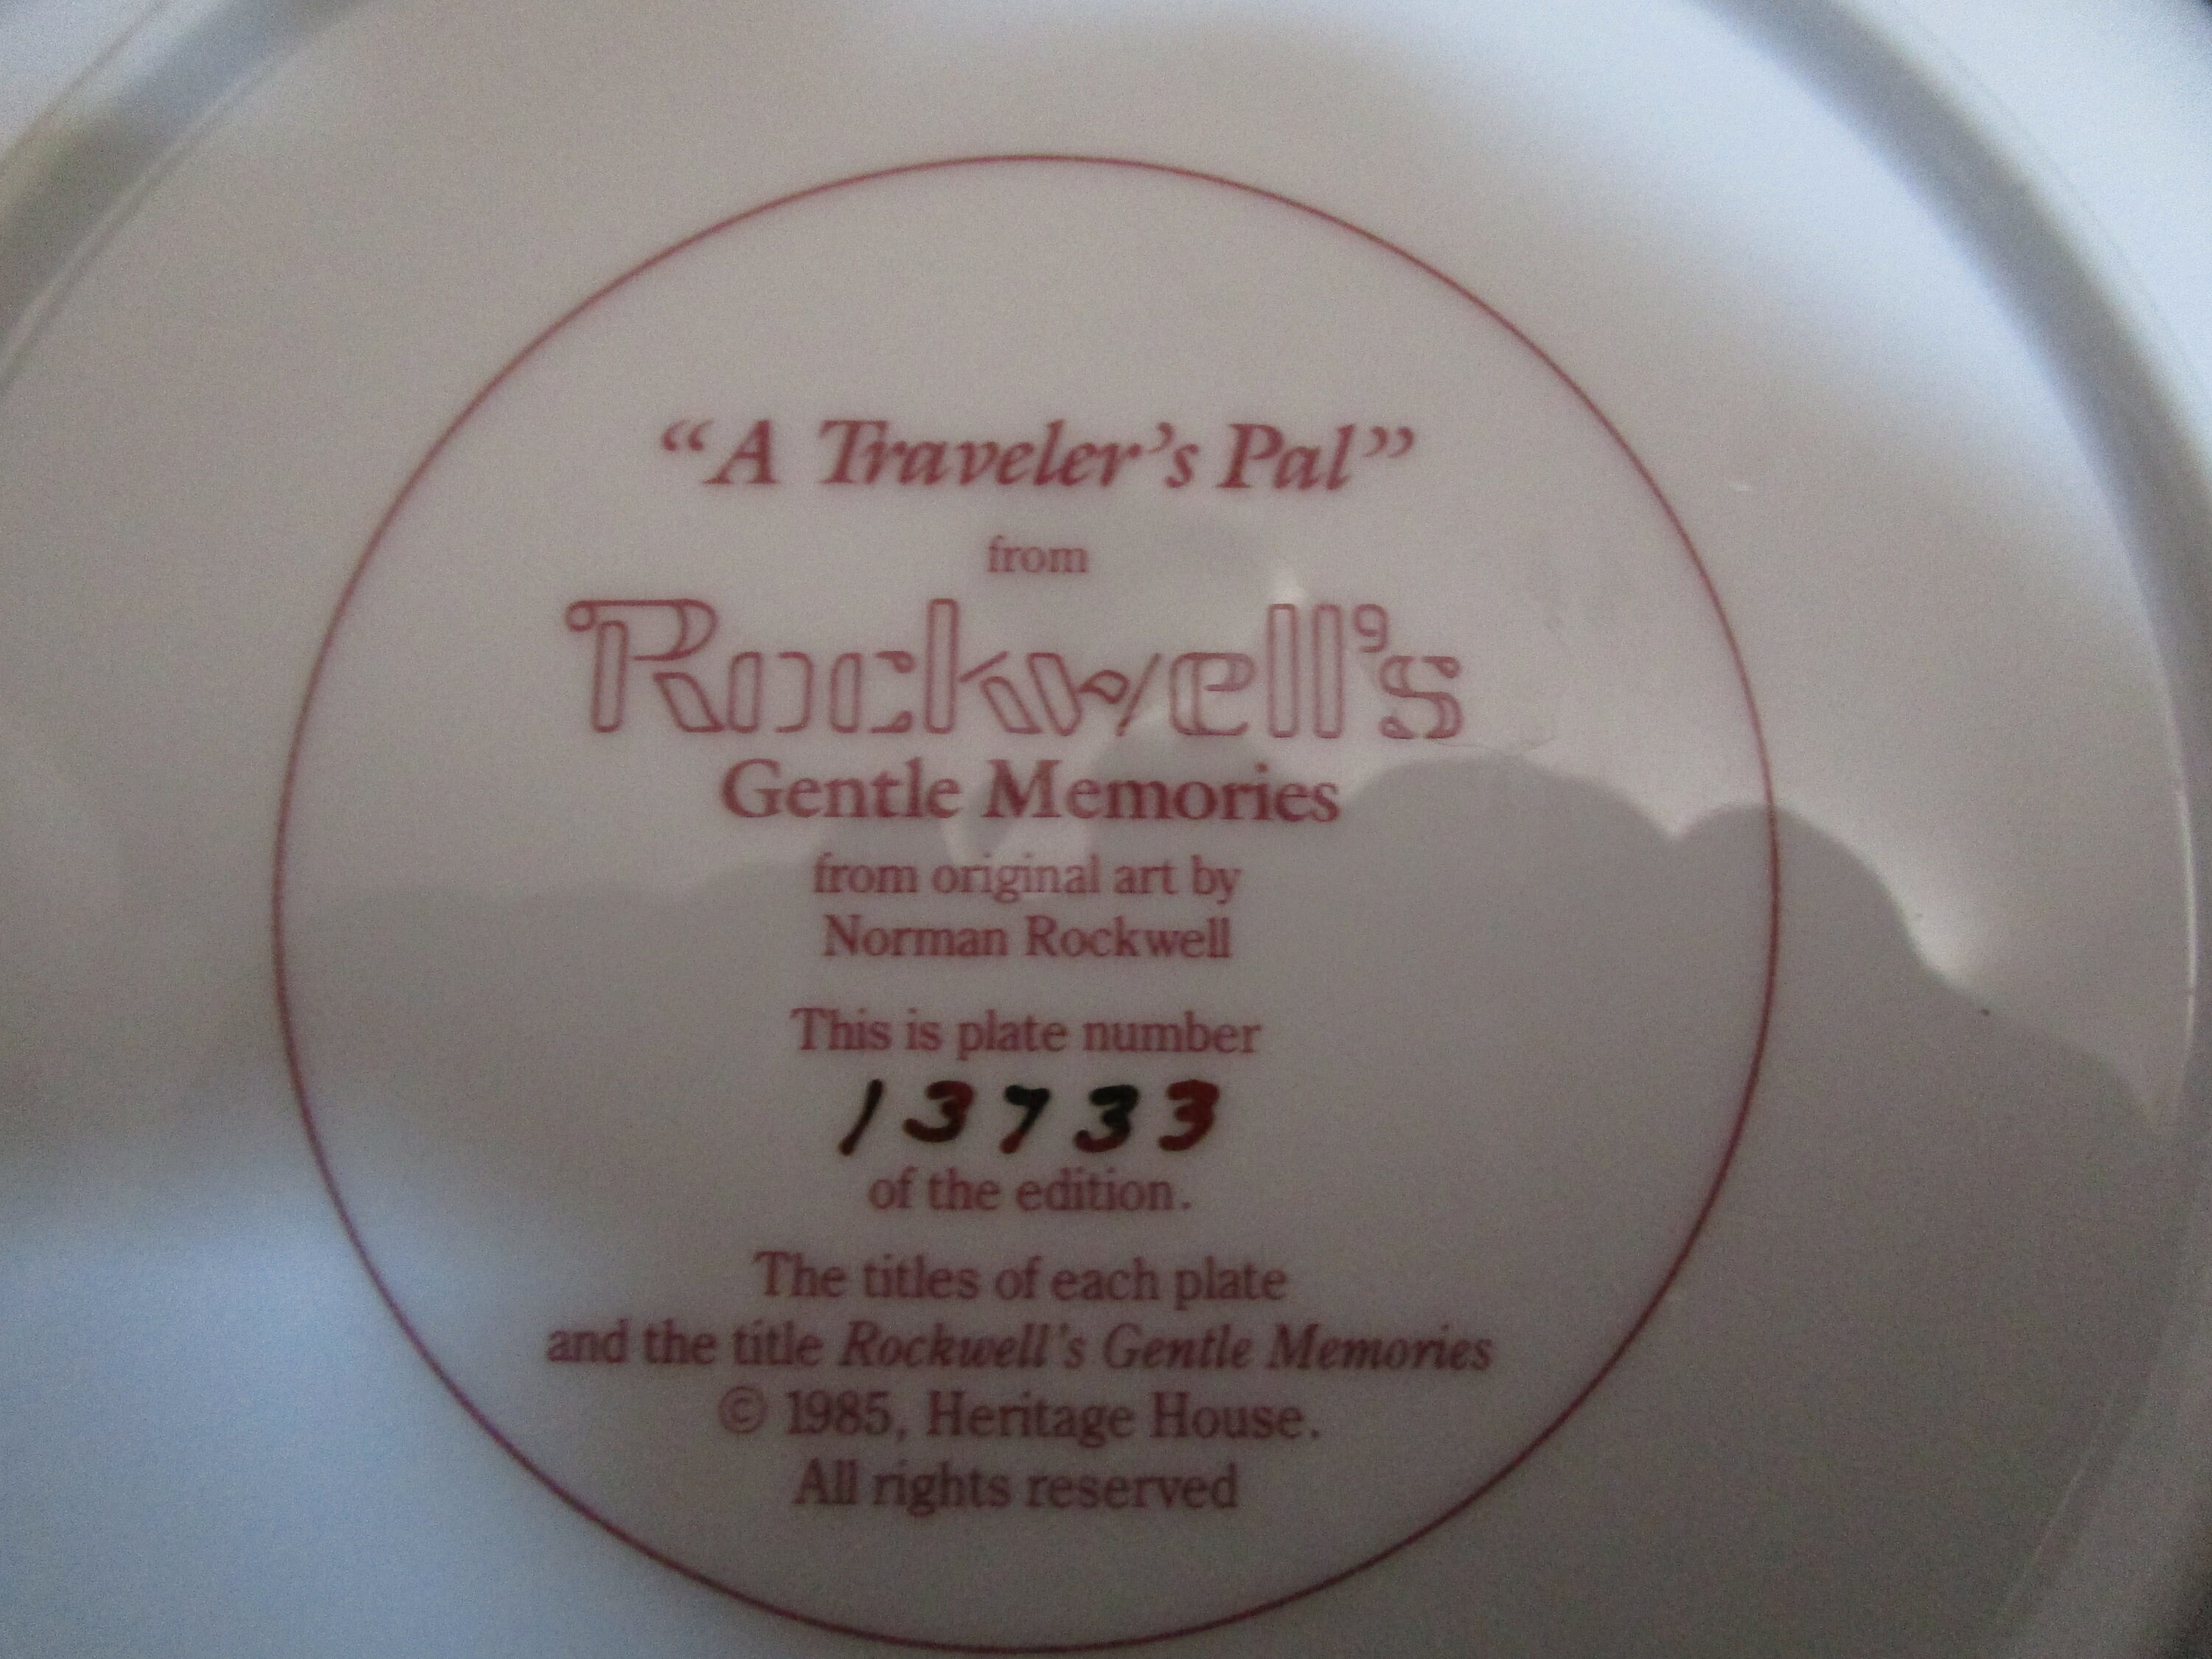 “A Traveler’s Pal”
from
Rockwell’s
Gentle Memories
from original art by
Norman Rockwell
This is plate number
13733
of the edition.
The titles of each plate
and the title Rockwell’s Gentle Memories
© 1985, Heritage House.
All rights reserved